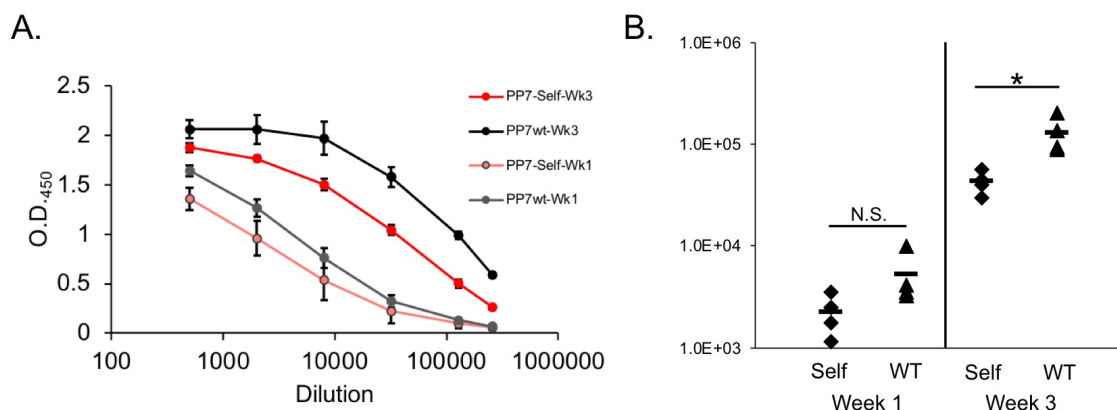 A.
2.5
2
1.5
1
0.5
0
O.D.450
100 1000 10000 100000 1000000
Dilution
PP7-Self-Wk3
PP7wt-Wk3
PP7-Self-Wk1
PP7wt-Wk1
B.
1.0E+06
1.0E+05
1.0E+04
1.0E+03
N.S.
*
Self WT Self WT
Week 1 Week 3